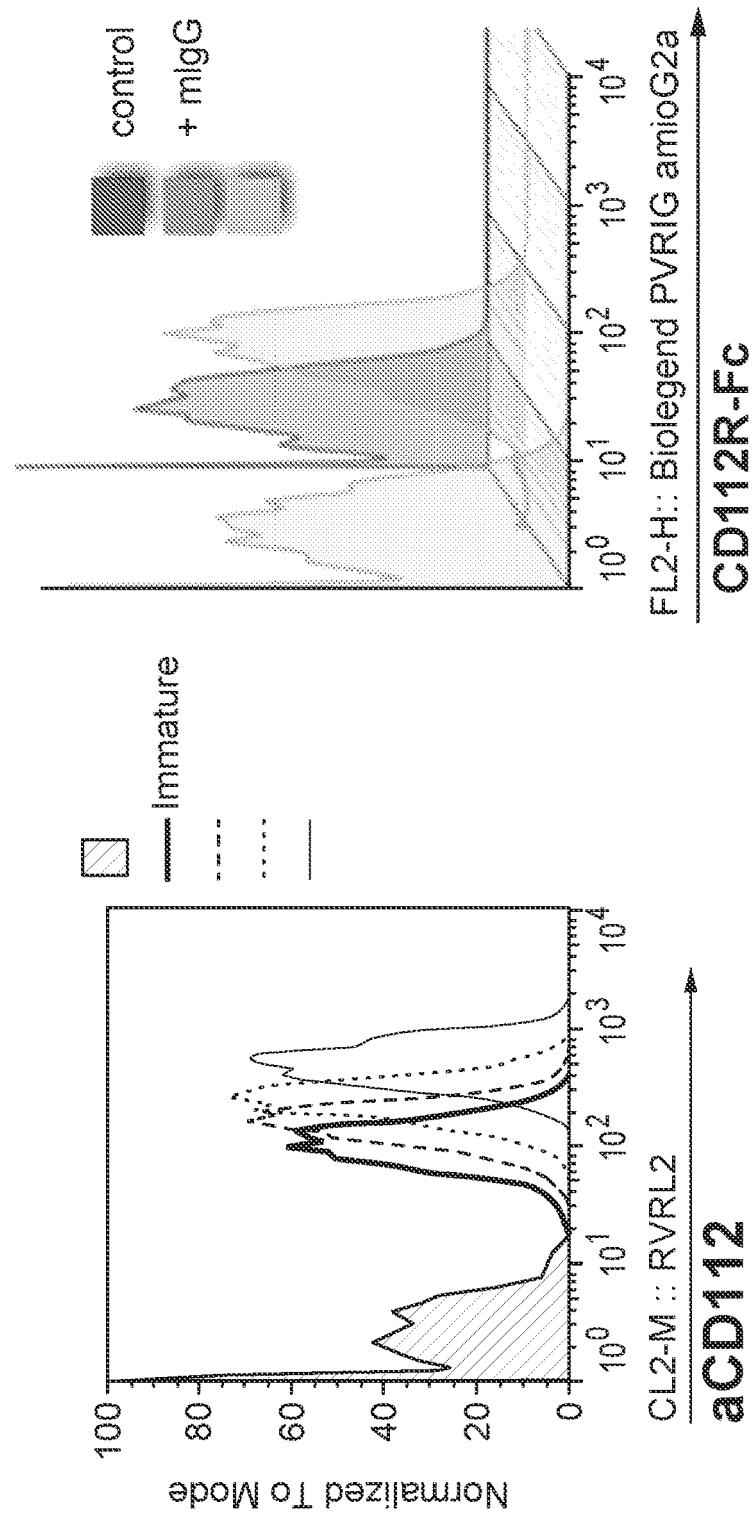 Normalized To Mode
100
80
60
40
20
0
10⁰
10¹
10²
10³
10⁴
CL2-M :: RVRL2
aCD112
Immature
control
+ mIgG
10⁰
10¹
10²
10³
10⁴
FL2-H:: Biolegend PVRIG amioG2a
CD112R-Fc